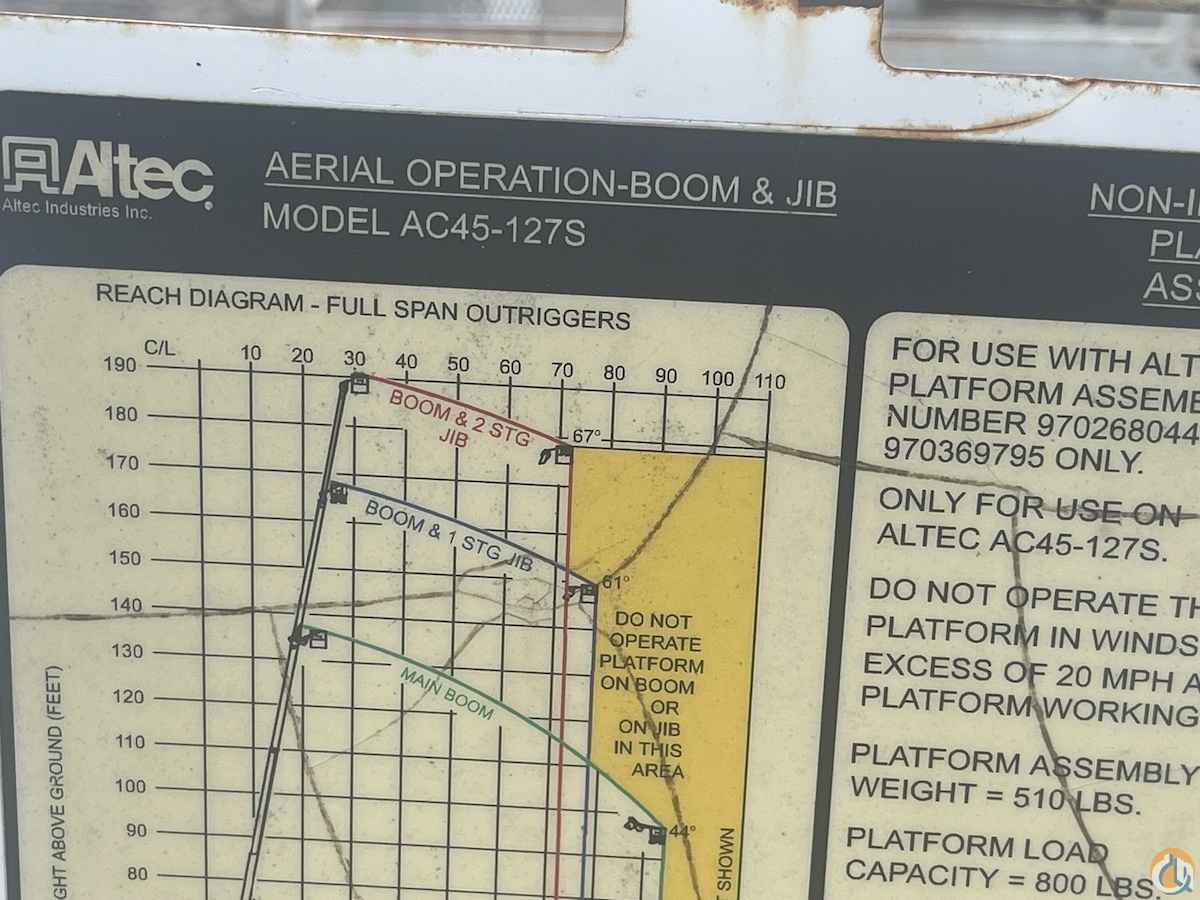 Altec
Altec Industries Inc.
AERIAL OPERATION-BOOM & JIB
MODEL AC45-127S
REACH DIAGRAM - FULL SPAN OUTRIGGERS
C/L 10 20 30 40 50 60 70 80 90 100 110
190
180
170
160
150
140
130
120
110
100
90
80
BOOM & 2 STG
JIB
67°
BOOM & 1 STG JIB
61°
MAIN BOOM
44°
DO NOT
OPERATE
PLATFORM
ON BOOM
OR
ON JIB
IN THIS
AREA
ABOVE GROUND (FEET)
SHOWN
FOR USE WITH
PLATFORM
NUMBER 970268044
970369795 ONLY.
ONLY FOR USE ON
ALTEC AC45-127S.
DO NOT OPERATE
PLATFORM IN WINDS
EXCESS OF 20 MPH
PLATFORM WORKING
PLATFORM ASSEMBLY
WEIGHT = 510 LBS.
PLATFORM LOAD
CAPACITY = 800 LBS.